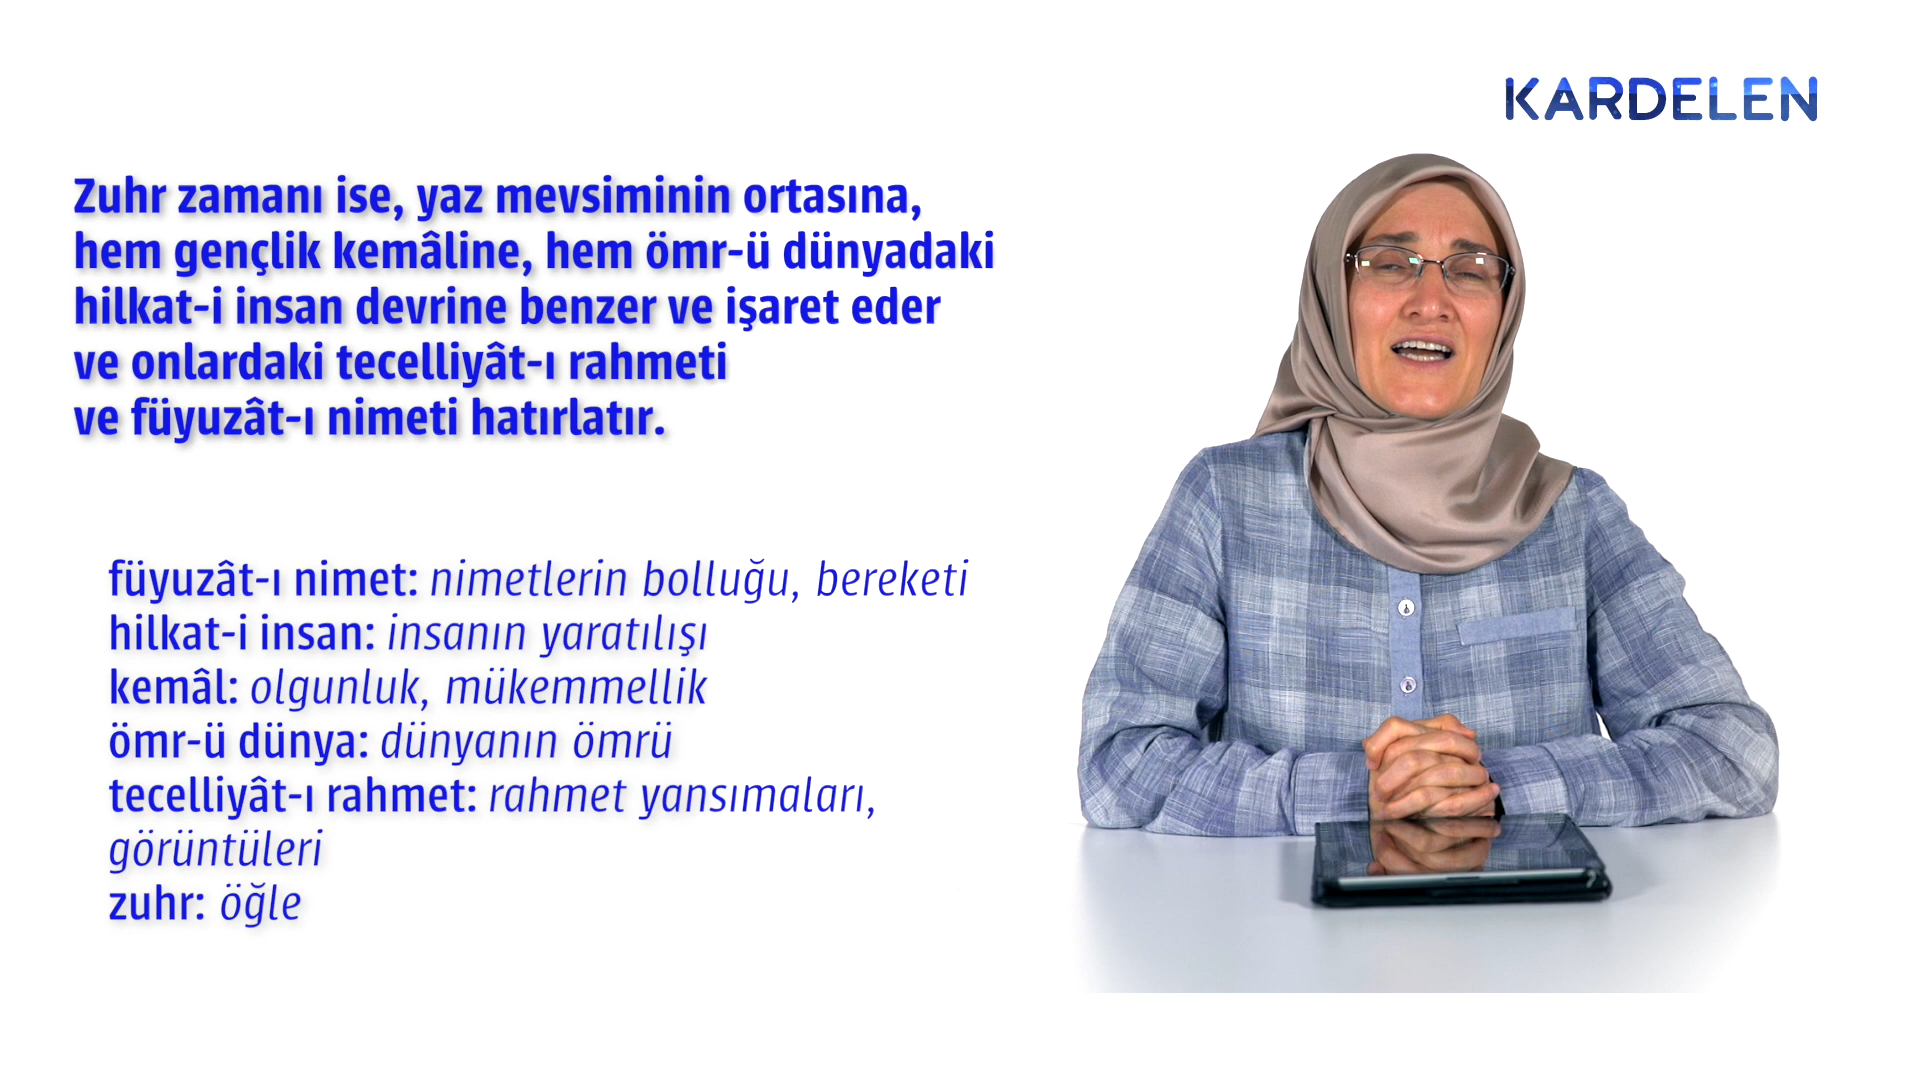 KARDELEN
Zuhr zamanı ise, yaz mevsiminin ortasına,
hem gençlik kemâline, hem ömr-ü dünyadaki
hilkat-i insan devrine benzer ve işaret eder
ve onlardaki tecelliyât-ı rahmeti
ve füyuzât-ı nimeti hatırlatır.
füyuzât-ı nimet: nimetlerin bolluğu, bereketi
hilkat-i insan: insanın yaratılışı
kemâl: olgunluk, mükemmellik
ömr-ü dünya: dünyanın ömrü
tecelliyât-ı rahmet: rahmet yansımaları,
görüntüleri
zuhr: öğle